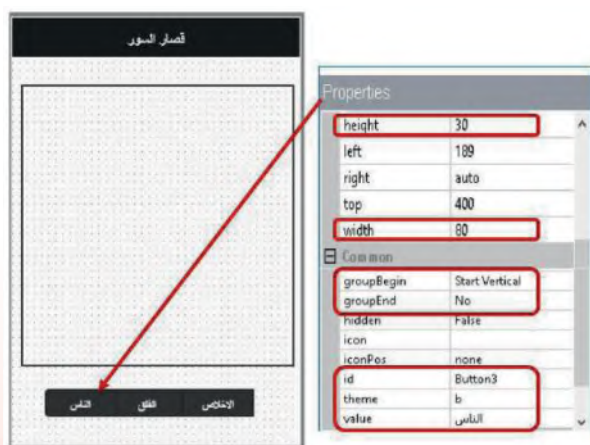 قصار السور
الاخلاص
الفلق
الناس
Properties
height 30
left 189
right auto
top 400
width 80
Common
groupBegin Start Vertical
groupEnd No
hidden False
icon
iconPos none
id Button3
theme b
value الناس